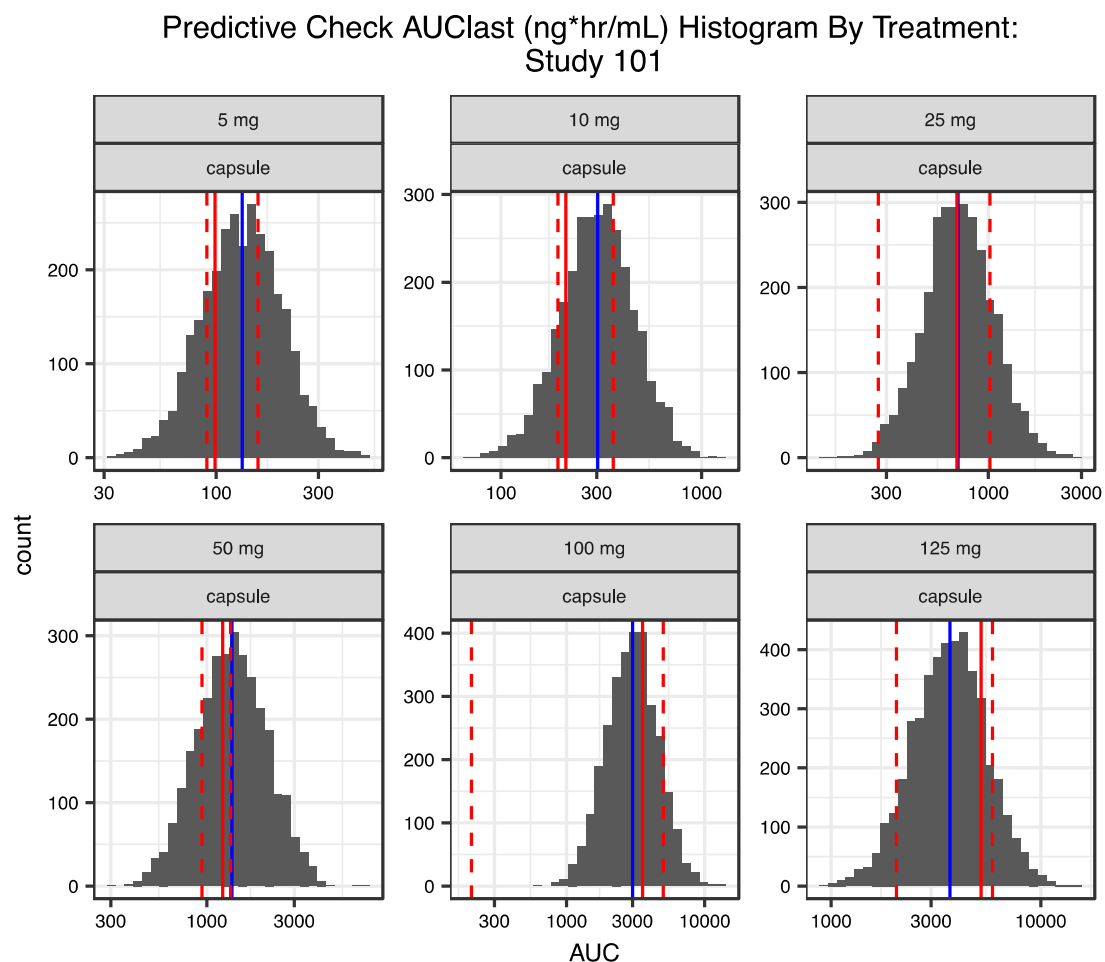 Predictive Check AUClast (ng*hr/mL) Histogram By Treatment:
Study 101
5 mg
capsule
0
100
200
30
100
300
10 mg
capsule
0
100
200
300
100
300
1000
25 mg
capsule
0
100
200
300
300
1000
3000
count
50 mg
capsule
0
100
200
300
300
1000
3000
100 mg
capsule
0
100
200
300
400
300
1000
3000
10000
125 mg
capsule
0
100
200
300
400
1000
3000
10000
AUC